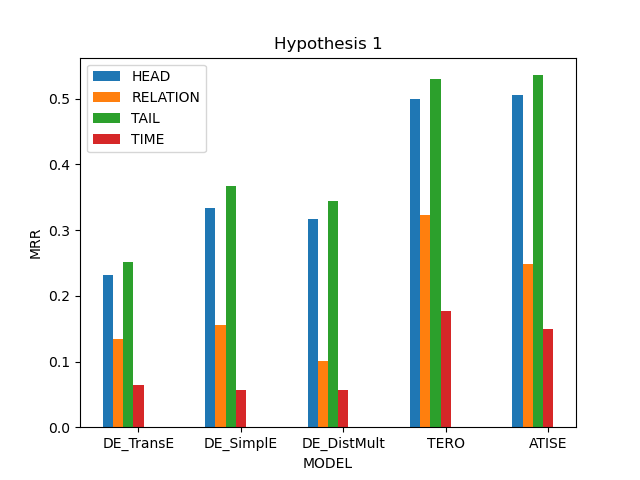 Hypothesis 1
HEAD
RELATION
TAIL
TIME
MRR
0.5
0.4
0.3
0.2
0.1
0.0
DE_TransE DE_SimplE DE_DistMult TERO ATISE
MODEL